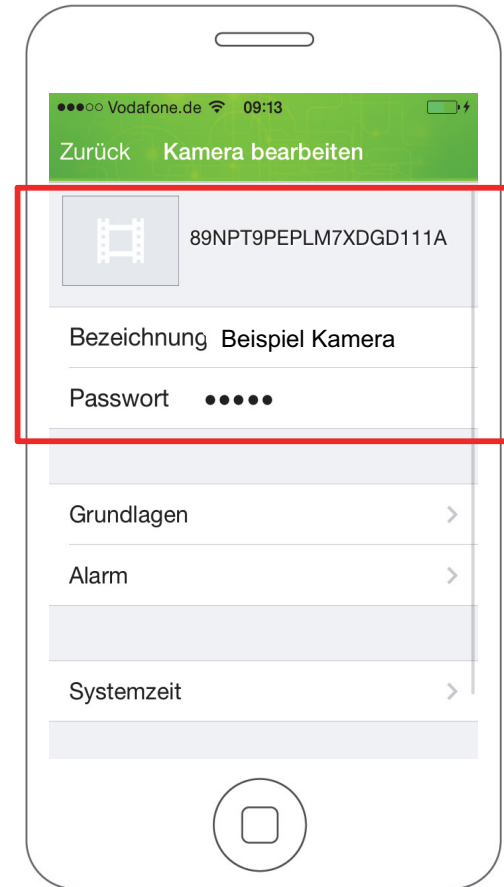 Vodafone.de 09:13
Zurück Kamera bearbeiten
89NPT9PEPLM7XDGD111A
Bezeichnung Beispiel Kamera
Passwort •••••
Grundlagen
Alarm
Systemzeit